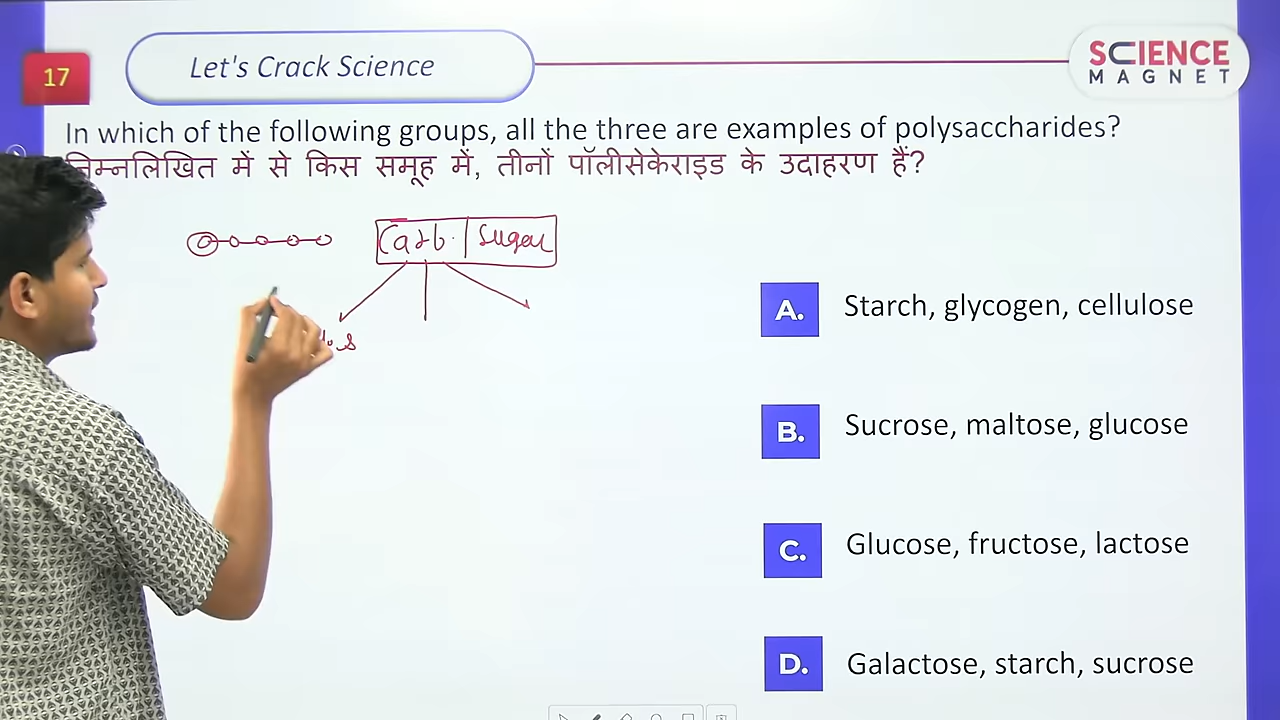 17
Let's Crack Science
SCIENCE
MAGNET
In which of the following groups, all the three are examples of polysaccharides?
निम्नलिखित में से किस समूह में, तीनों पॉलीसेकेराइड के उदाहरण हैं?
Carb. Sugar
A. Starch, glycogen, cellulose
B. Sucrose, maltose, glucose
C. Glucose, fructose, lactose
D. Galactose, starch, sucrose